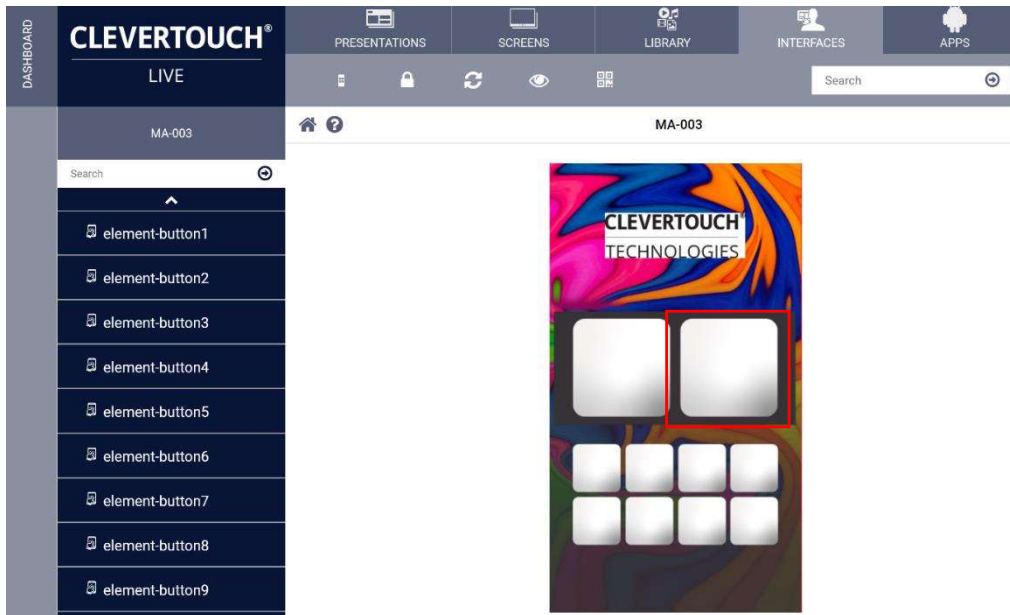 DASHBOARD
CLEVERTOUCH®
LIVE
PRESENTATIONS
SCREENS
LIBRARY
INTERFACES
APPS
Search
MA-003
MA-003
Search
element-button1
element-button2
element-button3
element-button4
element-button5
element-button6
element-button7
element-button8
element-button9
CLEVERTOUCH®
TECHNOLOGIES